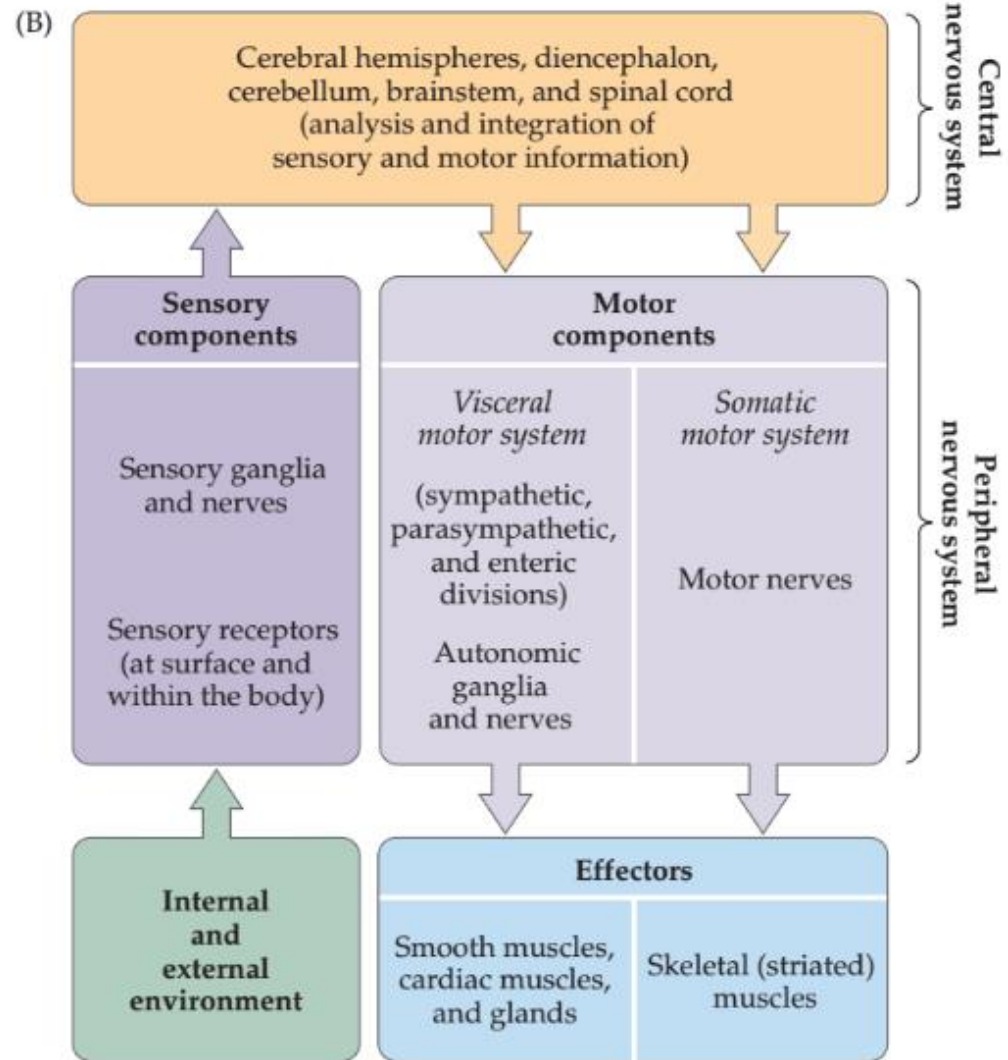 (B)
Cerebral hemispheres, diencephalon,
cerebellum, brainstem, and spinal cord
(analysis and integration of
sensory and motor information)
Central
nervous system
Sensory
components
Sensory ganglia
and nerves
Sensory receptors
(at surface and
within the body)
Motor
components
Visceral
motor system
(sympathetic,
parasympathetic,
and enteric
divisions)
Autonomic
ganglia
and nerves
Somatic
motor system
Motor nerves
Peripheral
nervous system
Internal
and
external
environment
Effectors
Smooth muscles,
cardiac muscles,
and glands
Skeletal (striated)
muscles